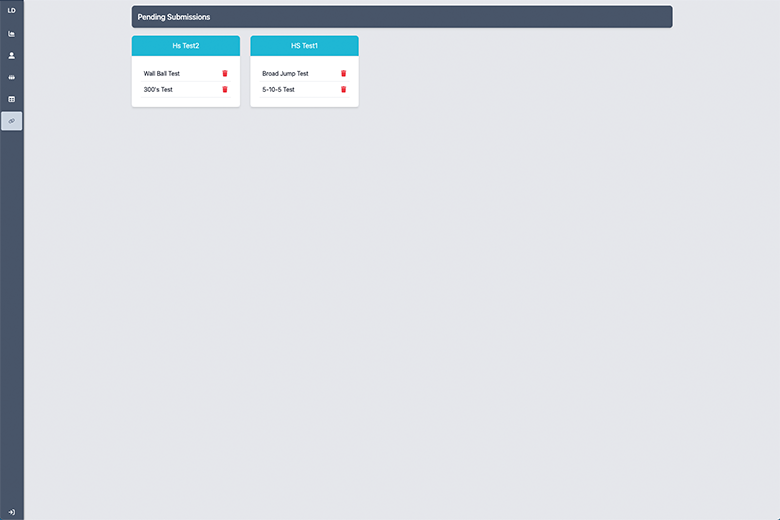 LD
Pending Submissions
Hs Test2
Wall Ball Test
300's Test
HS Test1
Broad Jump Test
5-10-5 Test